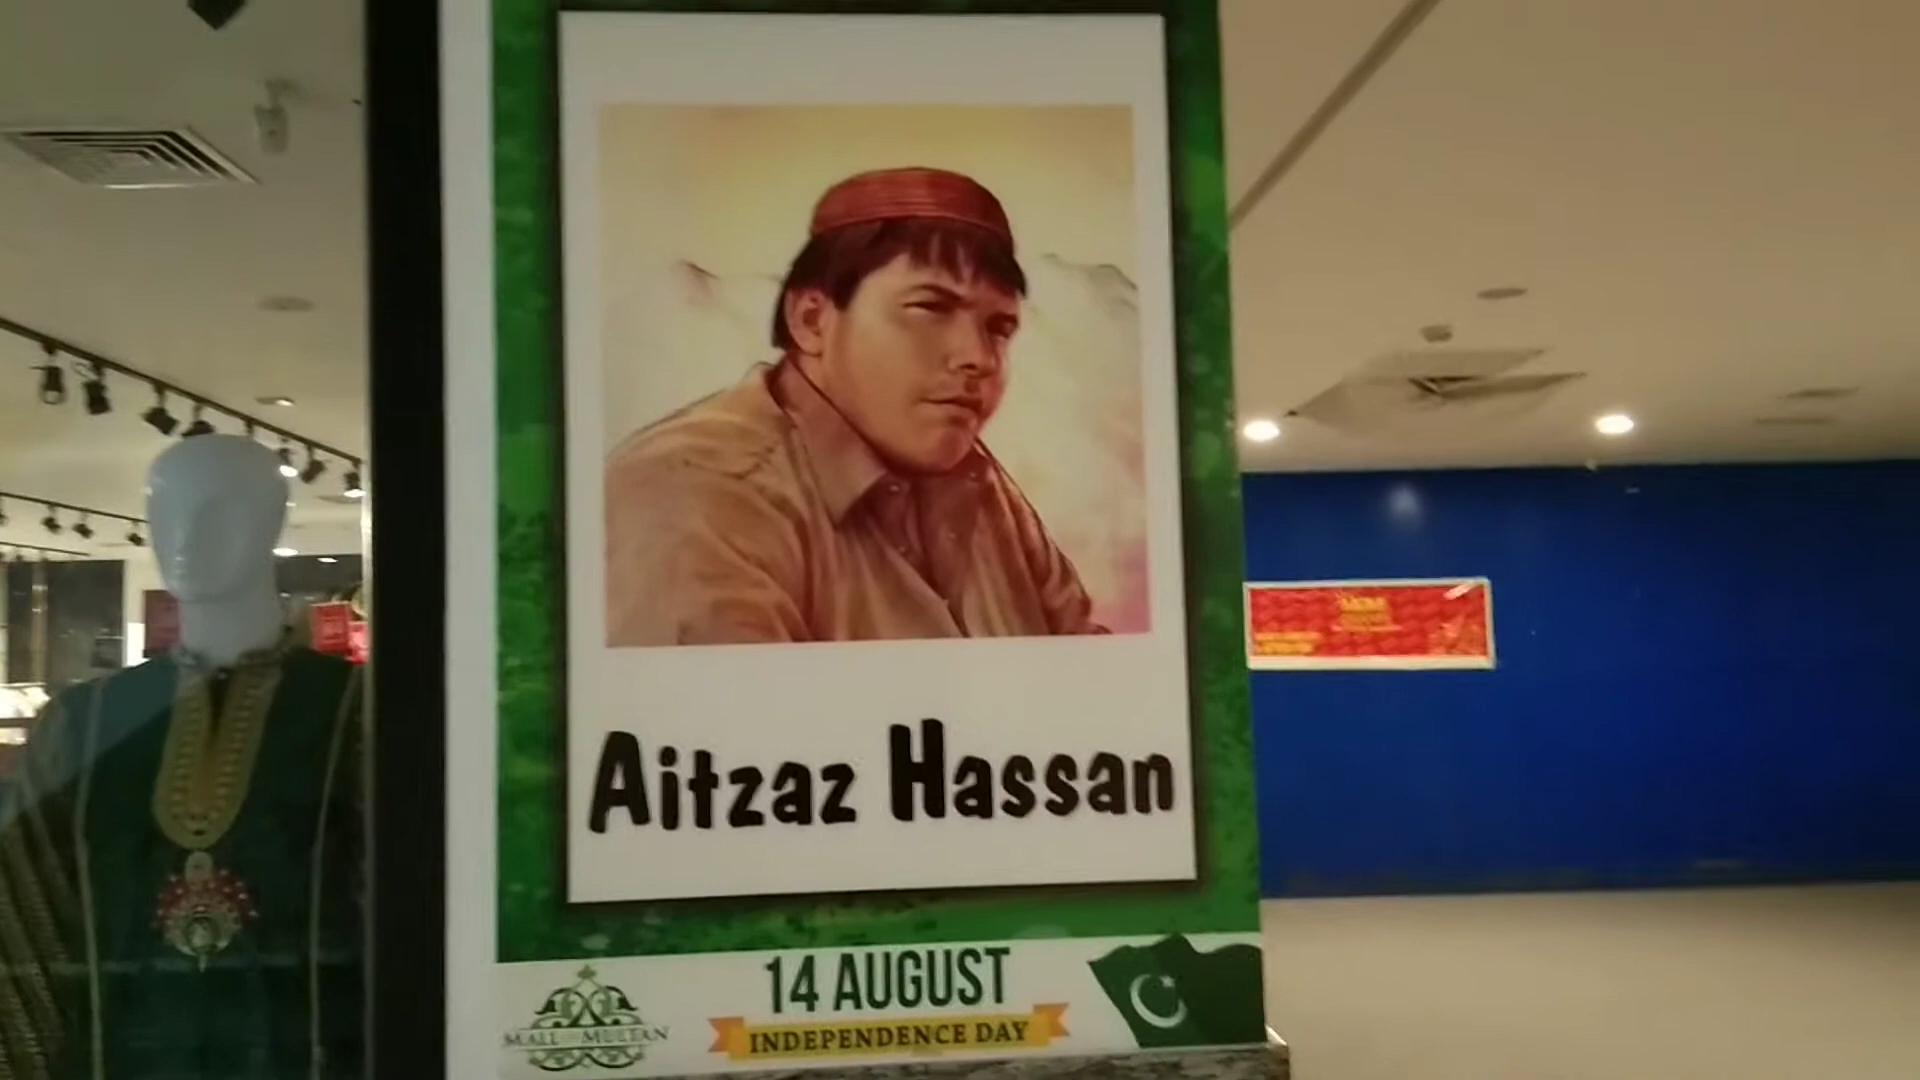 Aitzaz Hassan
14 AUGUST
INDEPENDENCE DAY
MALL OF MULTAN